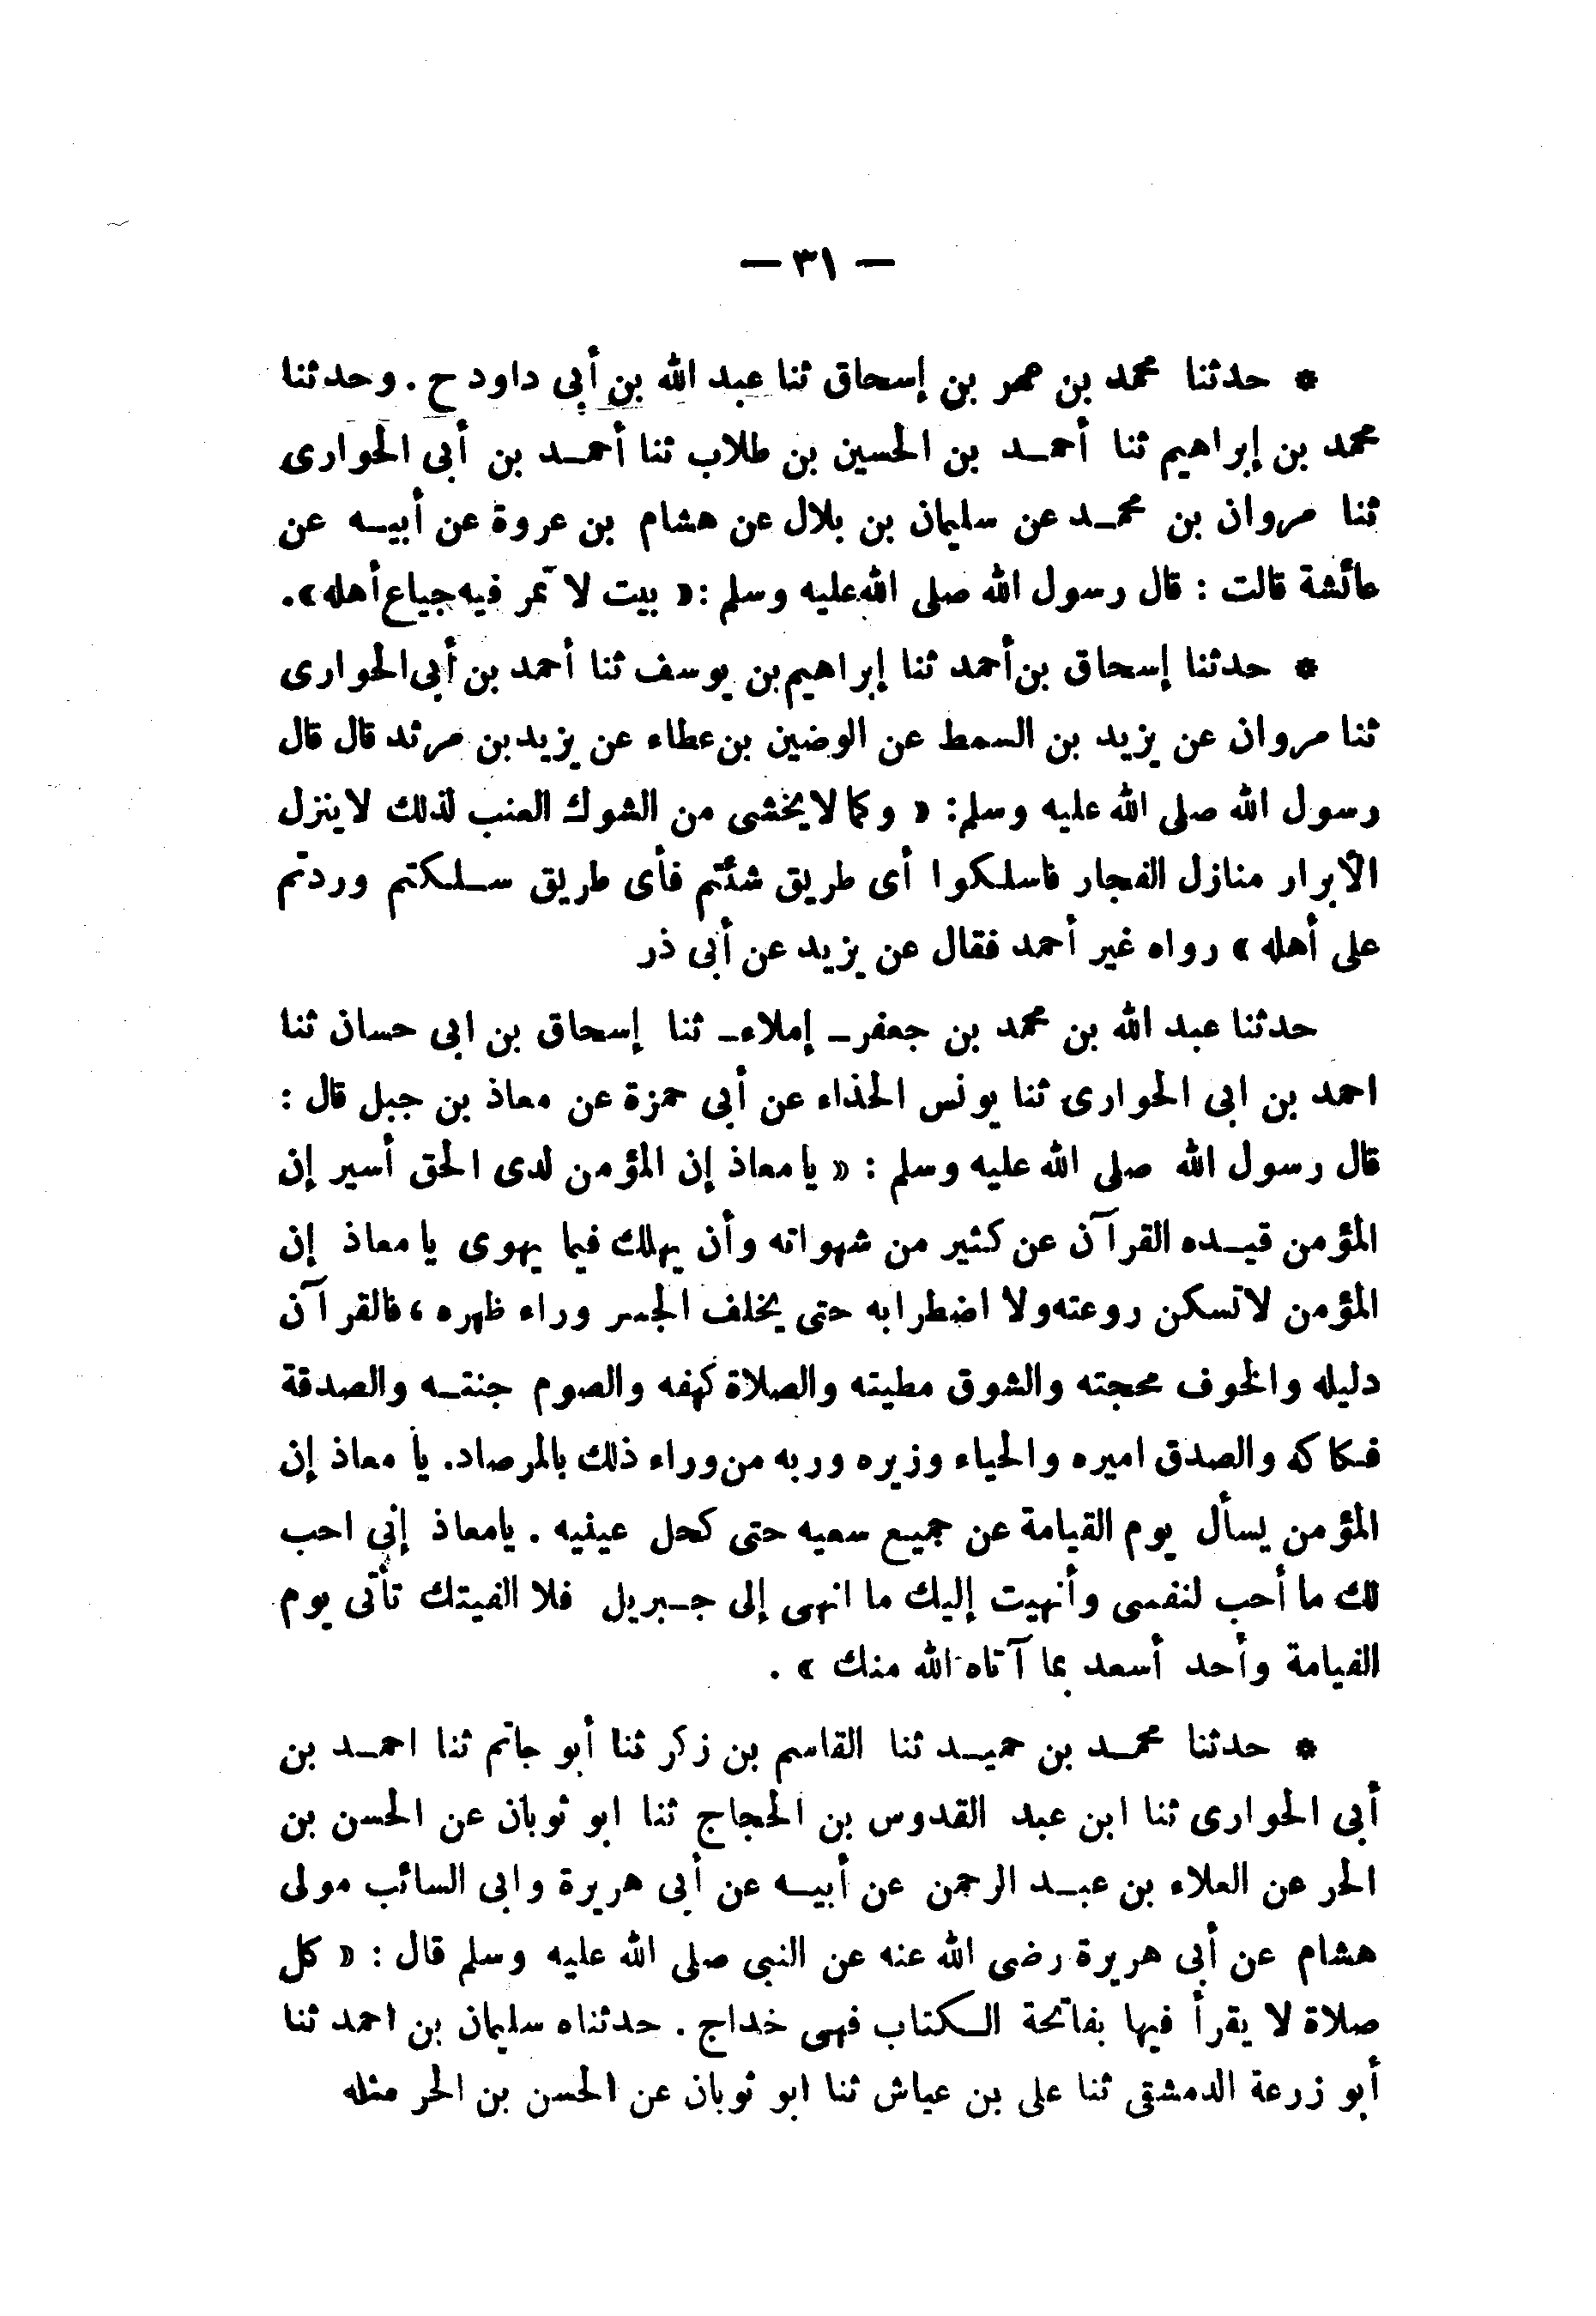 — ٣١ —
* حدثنا محمد بن عمر بن إسحاق ثنا عبد الله بن أبى داود ح . وحدثنا
محمد بن إبراهيم ثنا أحمد بن الحسين بن طلاب ثنا أحمد بن أبى الحوارى
ثنا مروان بن محمد عن سليمان بن بلال عن هشام بن عروة عن أبيه عن
عائشة قالت : قال رسول الله صلى الله عليه وسلم : « بيت لا تمر فيه جياع أهله » .
* حدثنا إسحاق بن أحمد ثنا إبراهيم بن يوسف ثنا أحمد بن أبى الحوارى
ثنا مروان عن يزيد بن السمط عن الوضين بن عطاء عن يزيد بن مرثد قال قال
رسول الله صلى الله عليه وسلم : « وكما لا يخشى من الشوك العنب لذلك لا ينزل
الأبرار منازل الفجار فاسلكوا أى طريق شئتم فأى طريق سلكتم وردتم
على أهله » رواه غير أحمد فقال عن يزيد عن أبى ذر
حدثنا عبد الله بن محمد بن جعفر ـ إملاء ـ ثنا إسحاق بن ابى حسان ثنا
احمد بن ابى الحوارى ثنا يونس الحذاء عن أبى حمزة عن معاذ بن جبل قال :
قال رسول الله صلى الله عليه وسلم : « يا معاذ إن المؤمن لدى الحق أسير إن
المؤمن قيده القرآن عن كثير من شهواته وأن يهلك فيما يهوى يا معاذ إن
المؤمن لا تسكن روعته ولا اضطرابه حتى يخلف الجسر وراء ظهره ، فالقرآن
دليله والخوف محجته والشوق مطيته والصلاة كهفه والصوم جنته والصدقة
فكاكه والصدق اميره والحياء وزيره وربه من وراء ذلك بالمرصاد . يا معاذ إن
المؤمن يسأل يوم القيامة عن جميع سعيه حتى كحل عينيه . يا معاذ إنى احب
لك ما أحب لنفسى وأنهيت إليك ما انهى إلى جبريل فلا الفيتك تأتى يوم
القيامة وأحد أسعد بما آتاه الله منك » .
* حدثنا محمد بن حميد ثنا القاسم بن زكر ثنا أبو حاتم ثنا احمد بن
أبى الحوارى ثنا ابن عبد القدوس بن الحجاج ثنا ابو ثوبان عن الحسن بن
الحر عن العلاء بن عبد الرحمن عن أبيه عن أبى هريرة وابى السائب مولى
هشام عن أبى هريرة رضى الله عنه عن النبى صلى الله عليه وسلم قال : « كل
صلاة لا يقرأ فيها بفاتحة الكتاب فهى خداج . حدثناه سليمان بن احمد ثنا
أبو زرعة الدمشقى ثنا على بن عياش ثنا ابو ثوبان عن الحسن بن الحر مثله